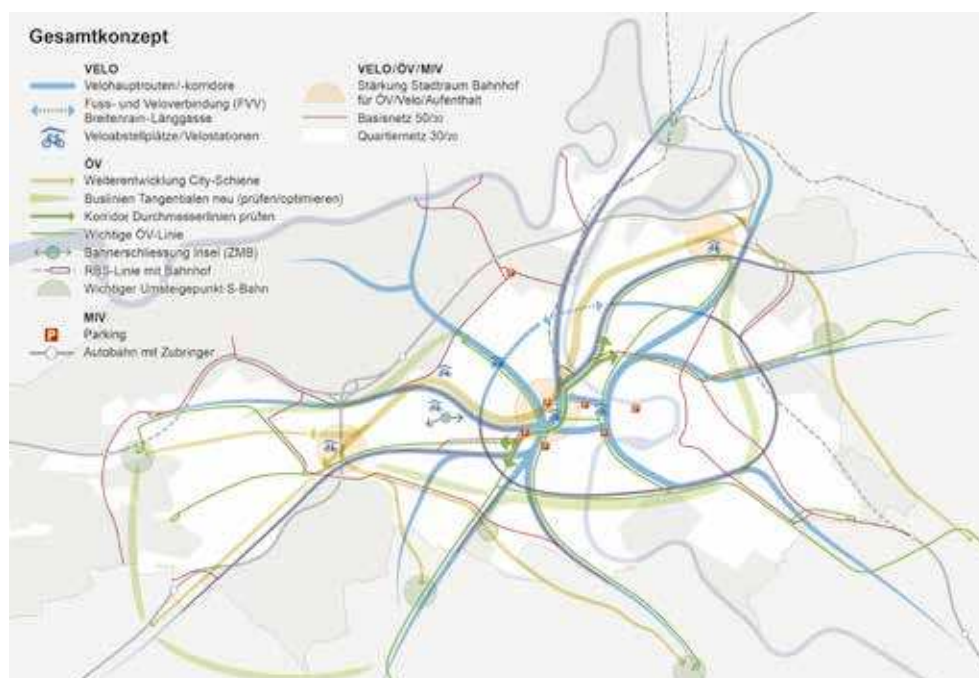 Gesamtkonzept
VELO
Velohauptrouten/-korridore
Fuss- und Veloverbindung (FVV)
Breitenrain-Länggasse
Veloabstellplätze/Velostationen
ÖV
Weiterentwicklung City-Schiene
Buslinien Tangentialen neu (prüfen/optimieren)
Korridor Durchmesserlinien prüfen
Wichtige ÖV-Linie
Bahnerschliessung Insel (ZMB)
RBS-Linie mit Bahnhof
Wichtiger Umsteigepunkt S-Bahn
MIV
P Parking
Autobahn mit Zubringer
VELO/ÖV/MIV
Stärkung Stadtraum Bahnhof
für ÖV/Velo/Aufenthalt
Basisnetz 50/30
Quartiernetz 30/20
P
P
P
P
P
P
P